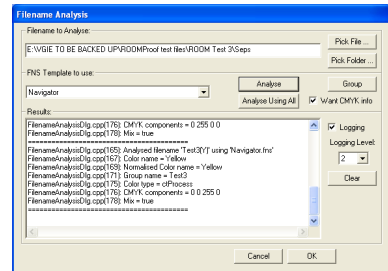 Filename Analysis
Filename to Analyse:
E:\VGIE TO BE BACKED UP\ROOMProof test files\ROOM Test 3\Seps
Pick File ...
Pick Folder ...
FNS Template to use:
Navigator
Analyse
Group
Analyse Using All
Want CMYK info
Results:
FilenameAnalysisDlg.cpp(176): CMYK components = 0 255 0 0
FilenameAnalysisDlg.cpp(178): Mix = true
==========================================
FilenameAnalysisDlg.cpp(165): Analysed filename 'Test3[Y]' using 'Navigator.fns'
FilenameAnalysisDlg.cpp(167): Color name = Yellow
FilenameAnalysisDlg.cpp(169): Normalised Color name = Yellow
FilenameAnalysisDlg.cpp(171): Group name = Test3
FilenameAnalysisDlg.cpp(175): Color type = ctProcess
FilenameAnalysisDlg.cpp(176): CMYK components = 0 0 255 0
FilenameAnalysisDlg.cpp(178): Mix = true
==========================================
Logging
Logging Level:
2
Clear
Cancel
OK